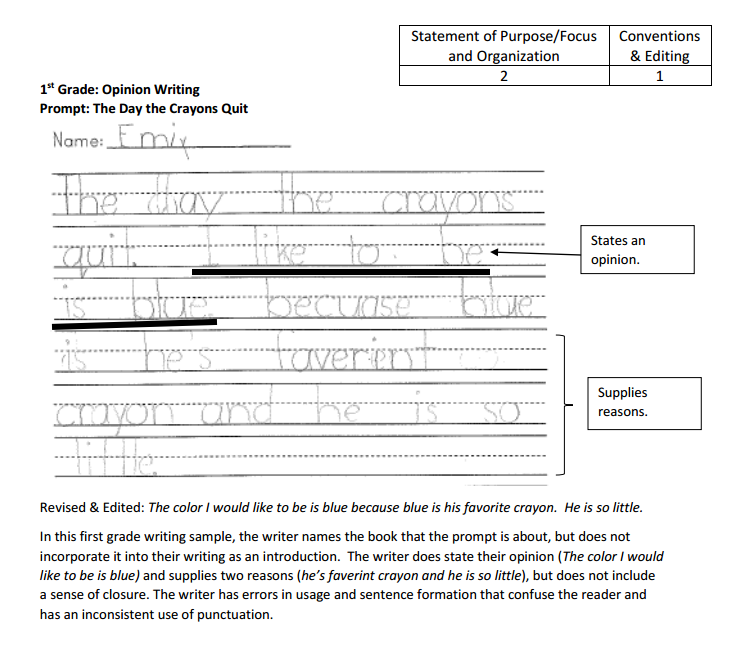 Statement of Purpose/Focus and Organization
Conventions & Editing
2
1
1st Grade: Opinion Writing
Prompt: The Day the Crayons Quit
Name: Emix
The day the crayons
quit. I like to. be
is blue. becuase blue
is he's faverint
crayon and he is so
little.
States an
opinion.
Supplies
reasons.
Revised & Edited: The color I would like to be is blue because blue is his favorite crayon. He is so little.
In this first grade writing sample, the writer names the book that the prompt is about, but does not
incorporate it into their writing as an introduction. The writer does state their opinion (The color I would
like to be is blue) and supplies two reasons (he's faverint crayon and he is so little), but does not include
a sense of closure. The writer has errors in usage and sentence formation that confuse the reader and
has an inconsistent use of punctuation.